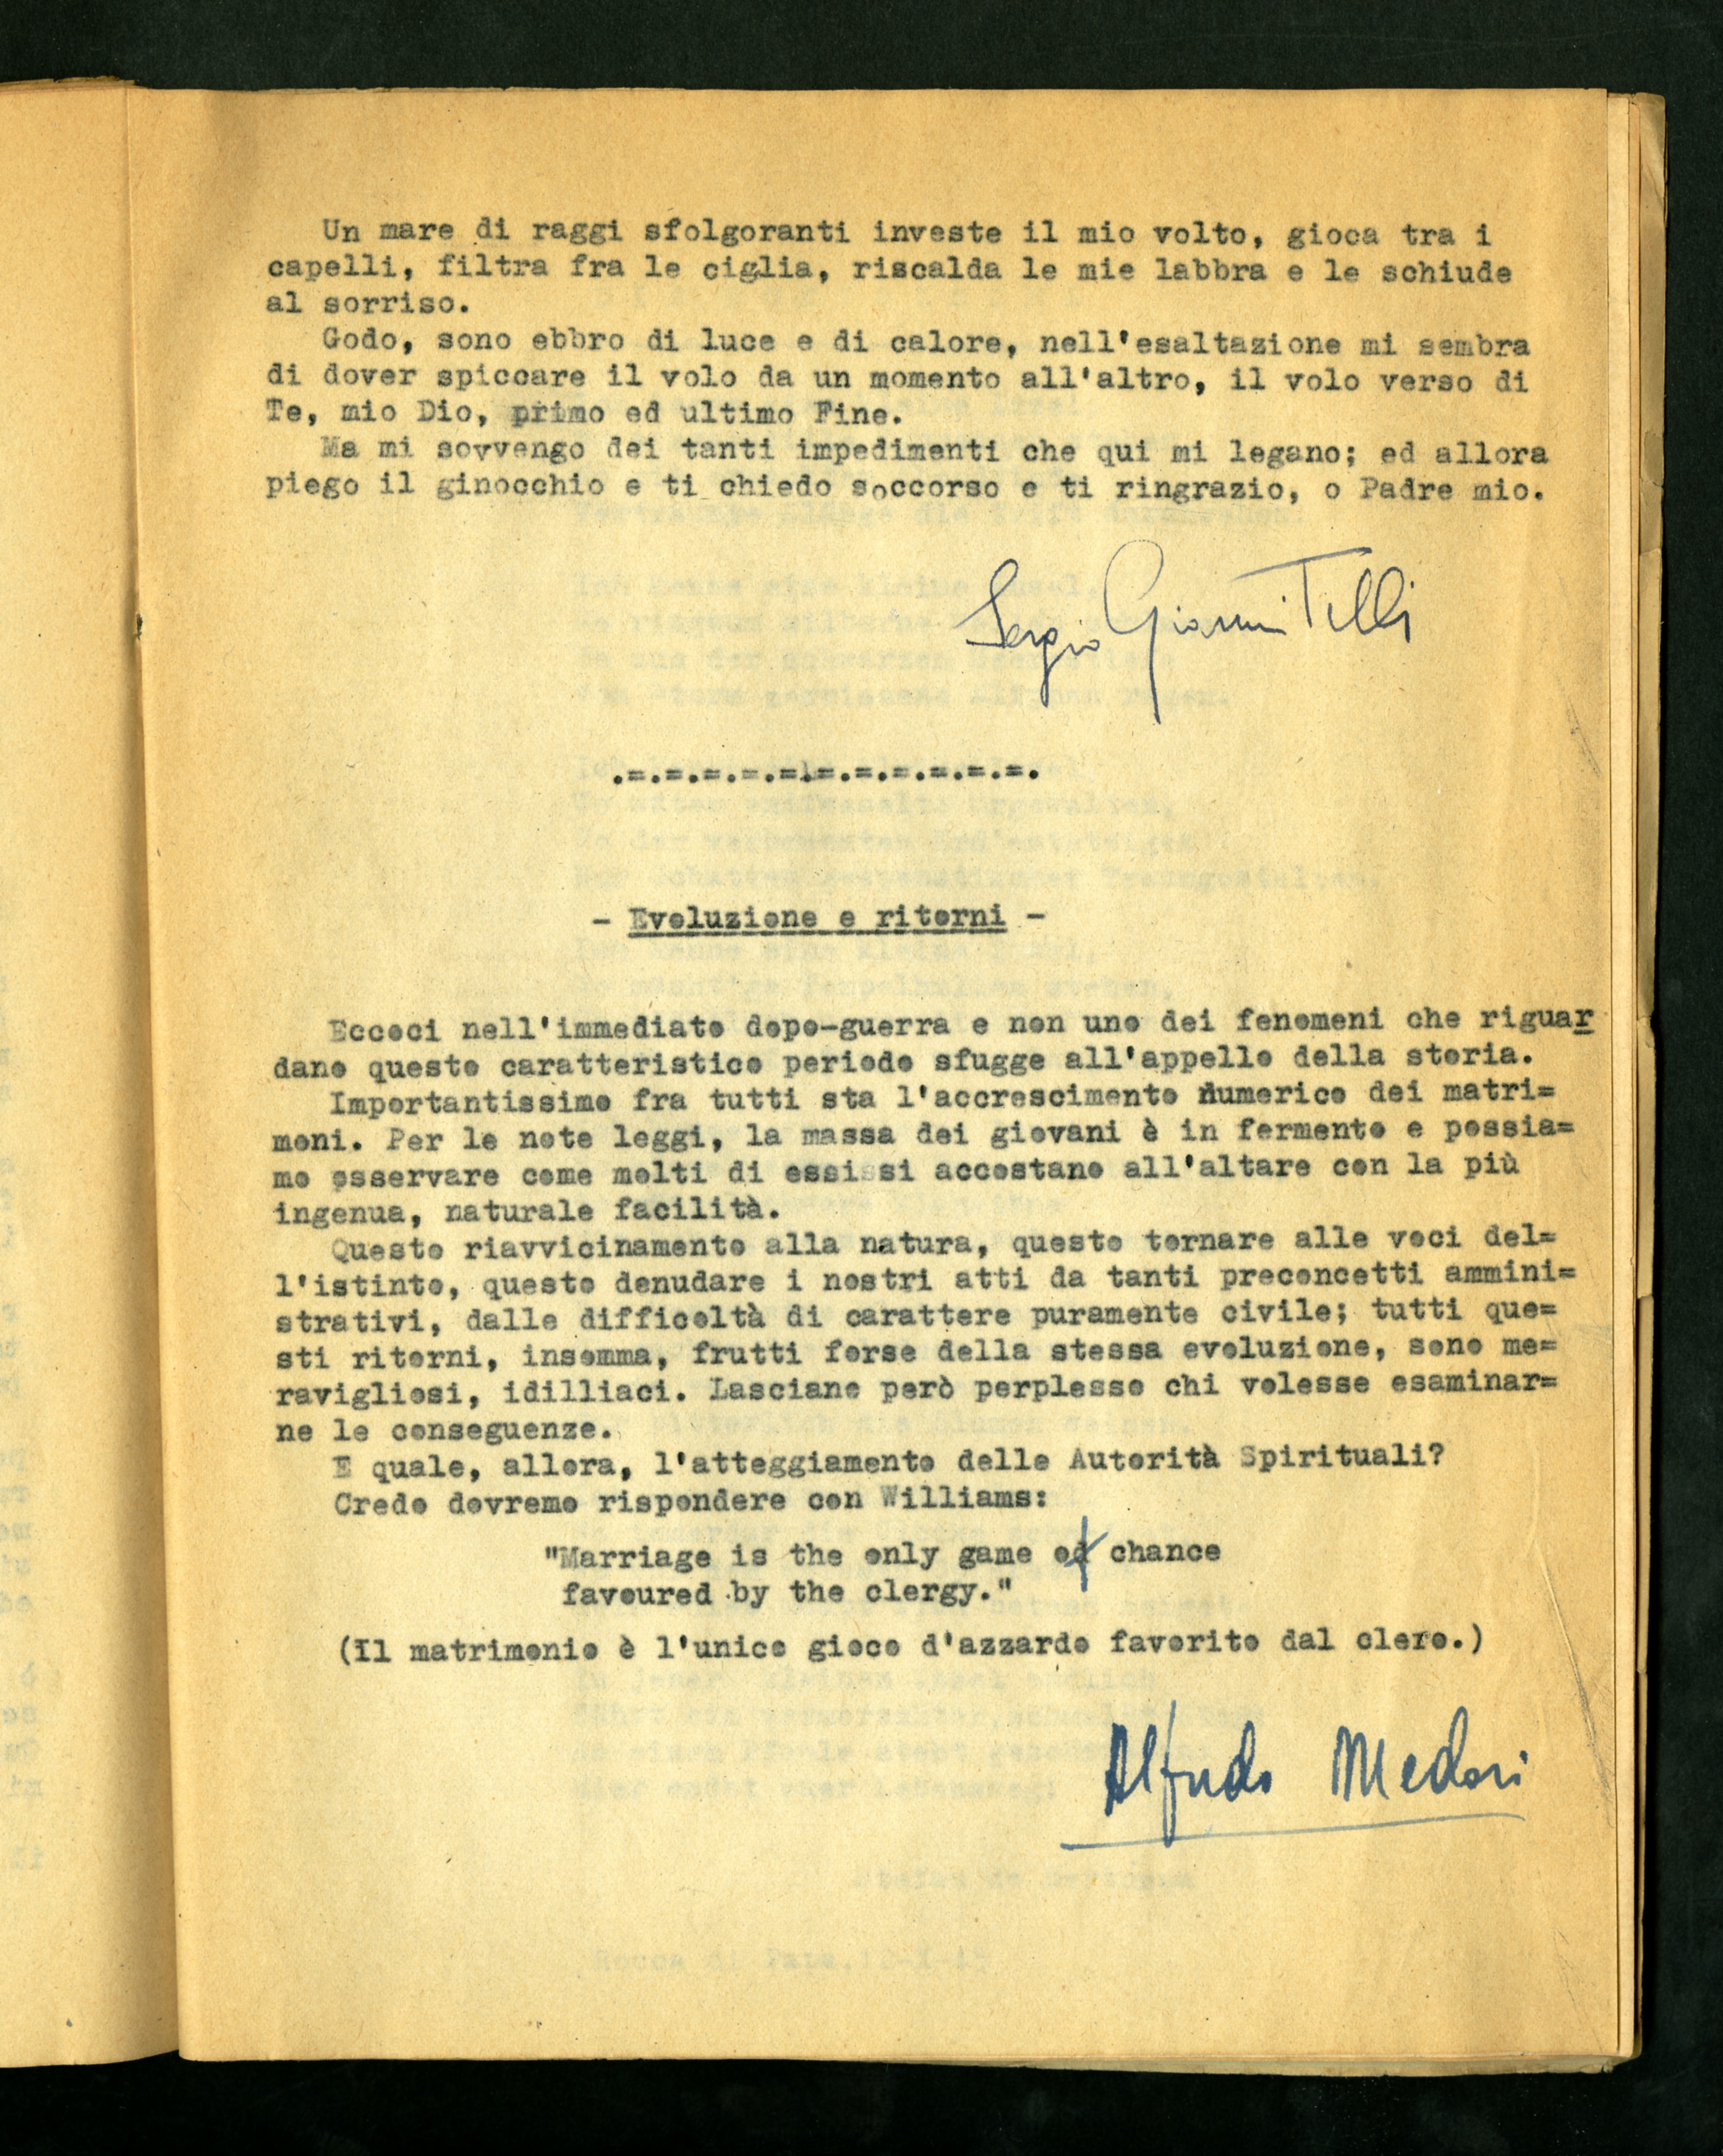 Un mare di raggi sfolgoranti investe il mio volto, gioca tra i
capelli, filtra fra le ciglia, riscalda le mie labbra e le schiude
al sorriso.
Godo, sono ebbro di luce e di calore, nell'esaltazione mi sembra
di dover spiccare il volo da un momento all'altro, il volo verso di
Te, mio Dio, primo ed ultimo Fine.
Ma mi sovvengo dei tanti impedimenti che qui mi legano; ed allora
piego il ginocchio e ti chiedo soccorso e ti ringrazio, o Padre mio.
Sergio Gianni Telli
.=.=.=.=.=.=.=.=.=.=.=.
- Evoluzione e ritorni -
Eccoci nell'immediato dopo-guerra e non uno dei fenomeni che riguar
dano questo caratteristico periodo sfugge all'appello della storia.
Importantissimo fra tutti sta l'accrescimento numerico dei matri=
moni. Per le note leggi, la massa dei giovani è in fermento e possia=
mo osservare come molti di essi si accostano all'altare con la più
ingenua, naturale facilità.
Questo riavvicinamento alla natura, questo tornare alle voci del=
l'istinto, questo denudare i nostri atti da tanti preconcetti ammini=
strativi, dalle difficoltà di carattere puramente civile; tutti que=
sti ritorni, insomma, frutti forse della stessa evoluzione, sono me=
ravigliosi, idilliaci. Lasciano però perplesso chi volesse esaminar=
ne le conseguenze.
E quale, allora, l'atteggiamento delle Autorità Spirituali?
Credo dovremo rispondere con Williams:
"Marriage is the only game of chance
favoured by the clergy."
(Il matrimonio è l'unico gioco d'azzardo favorito dal clero.)
Alfredo Medori